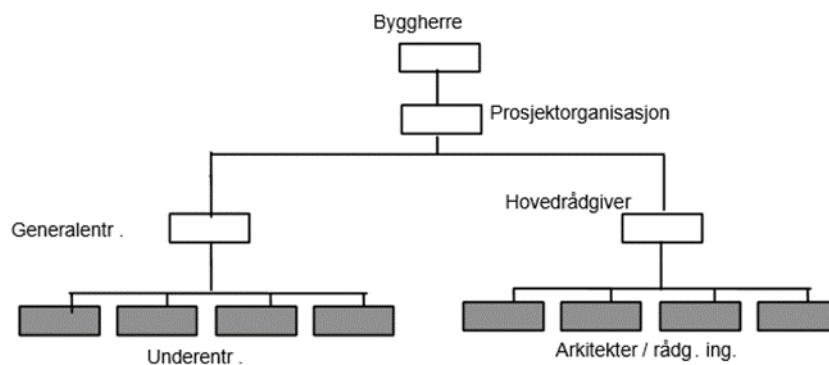 Byggherre
Prosjektorganisasjon
Hovedrådgiver
Generalentr .
Underentr .
Arkitekter / rådg. ing.